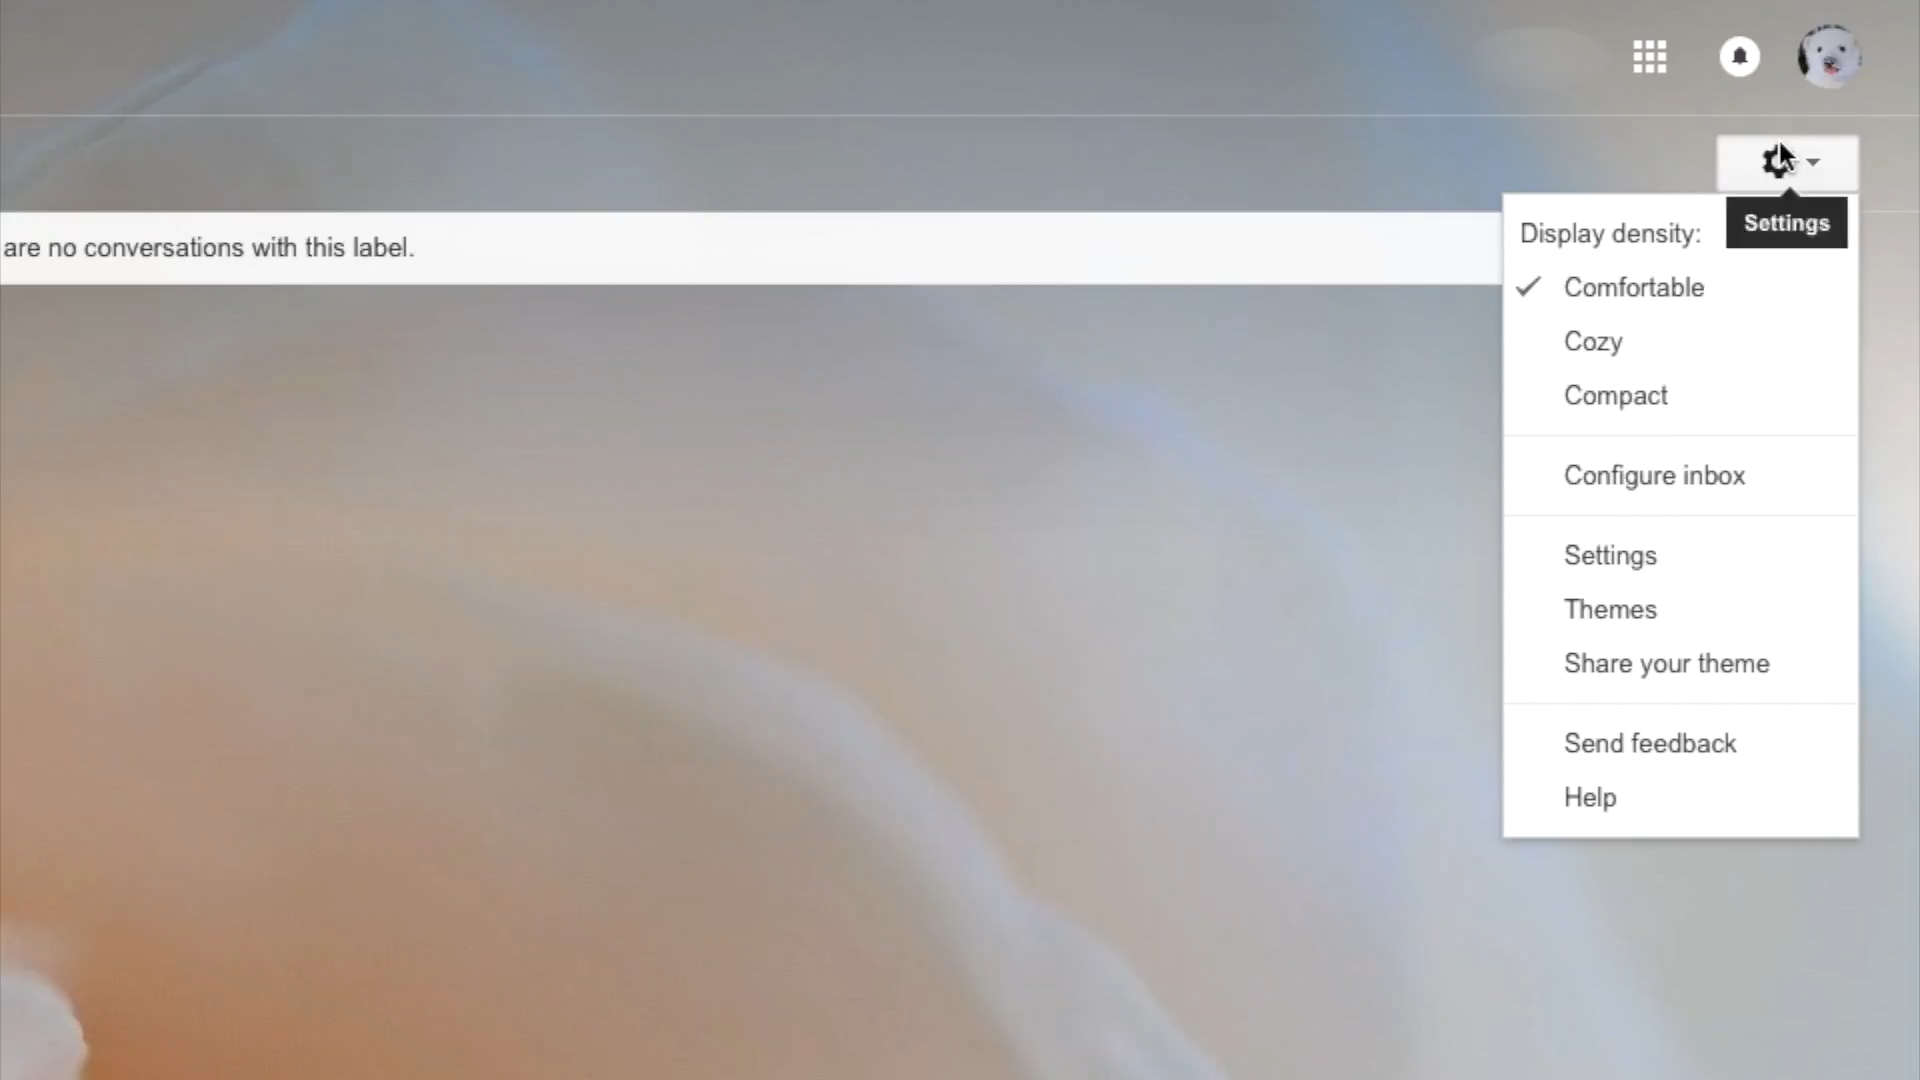 are no conversations with this label.
Settings
Display density:
Comfortable
Cozy
Compact
Configure inbox
Settings
Themes
Share your theme
Send feedback
Help